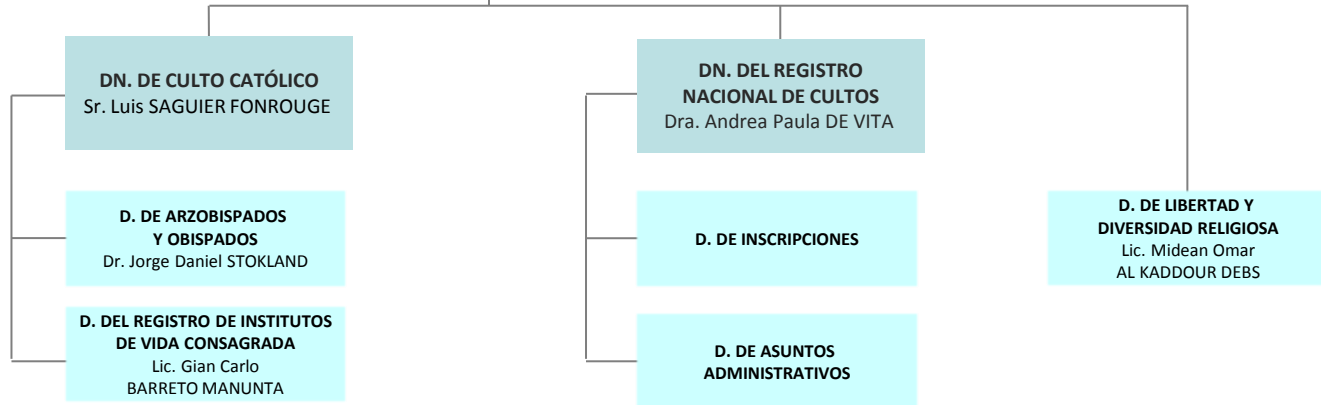 DN. DE CULTO CATÓLICO
Sr. Luis SAGUIER FONROUGE
D. DE ARZOBISPADOS
Y OBISPADOS
Dr. Jorge Daniel STOKLAND
D. DEL REGISTRO DE INSTITUTOS
DE VIDA CONSAGRADA
Lic. Gian Carlo
BARRETO MANUNTA
DN. DEL REGISTRO
NACIONAL DE CULTOS
Dra. Andrea Paula DE VITA
D. DE INSCRIPCIONES
D. DE ASUNTOS
ADMINISTRATIVOS
D. DE LIBERTAD Y
DIVERSIDAD RELIGIOSA
Lic. Midean Omar
AL KADDOUR DEBS